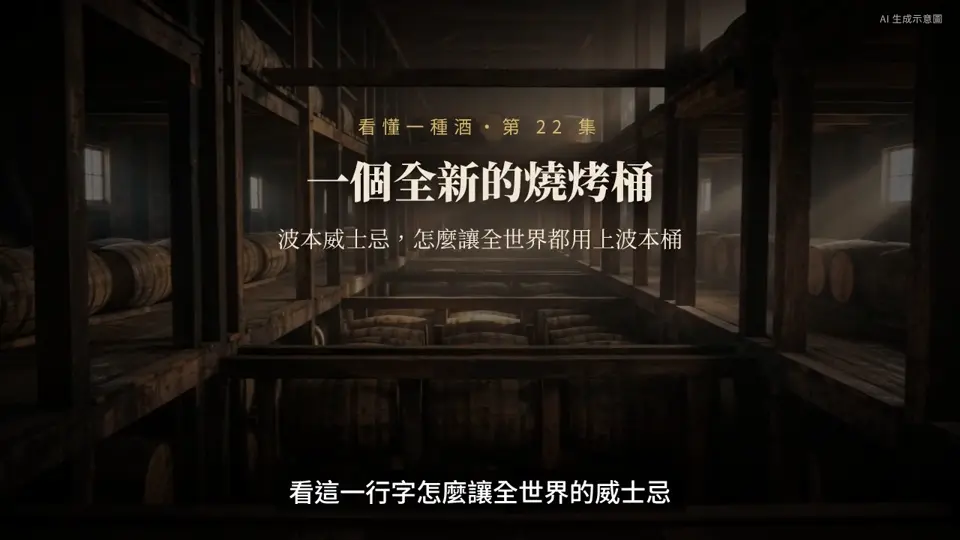 AI 生成示意圖
看懂一種酒・第 22 集
一個全新的燒烤桶
波本威士忌，怎麼讓全世界都用上波本桶
看這一行字怎麼讓全世界的威士忌